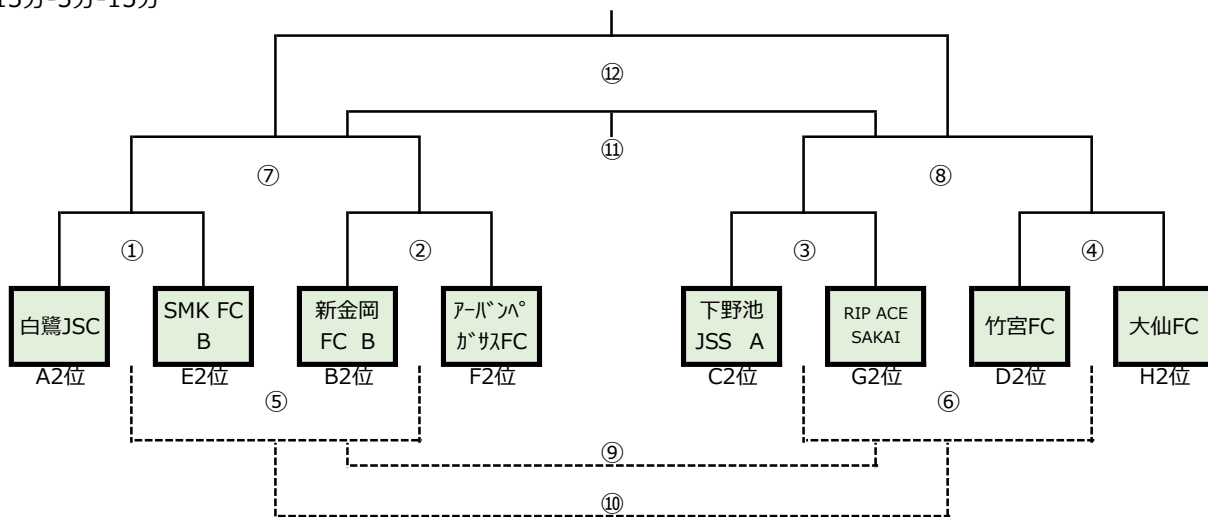 15分-5分-15分
⑫
⑪
⑦
⑧
①
②
③
④
白鷺JSC
SMK FC
B
新金岡
FC B
ｱｰﾊﾞﾝﾍﾟ
ｶﾞｻｽFC
下野池
JSS A
RIP ACE
SAKAI
竹宮FC
大仙FC
A2位
E2位
B2位
F2位
C2位
G2位
D2位
H2位
⑤
⑥
⑨
⑩